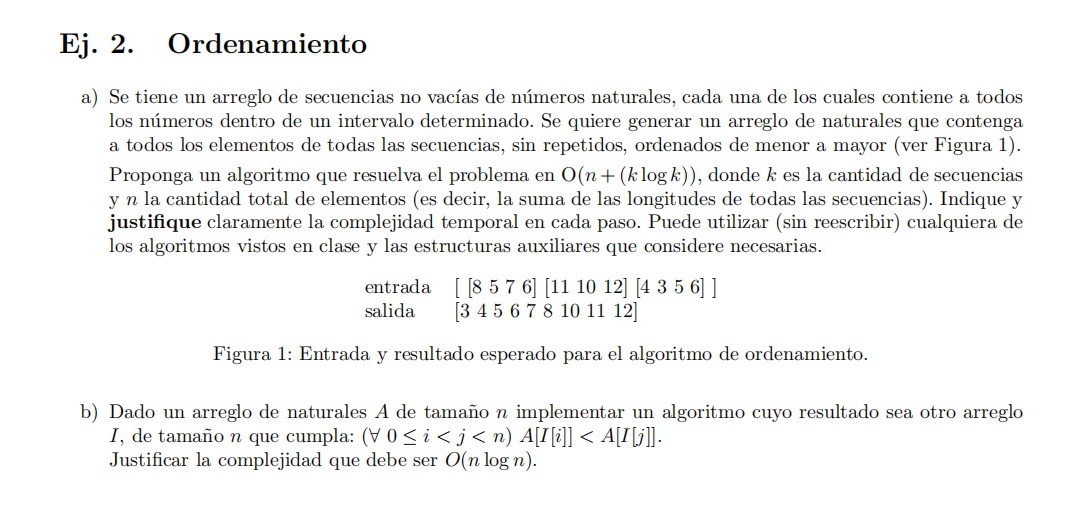 Ej. 2. Ordenamiento
a) Se tiene un arreglo de secuencias no vacías de números naturales, cada una de los cuales contiene a todos
los números dentro de un intervalo determinado. Se quiere generar un arreglo de naturales que contenga
a todos los elementos de todas las secuencias, sin repetidos, ordenados de menor a mayor (ver Figura 1).
Proponga un algoritmo que resuelva el problema en O(n + (k log k)), donde k es la cantidad de secuencias
y n la cantidad total de elementos (es decir, la suma de las longitudes de todas las secuencias). Indique y
justifique claramente la complejidad temporal en cada paso. Puede utilizar (sin reescribir) cualquiera de
los algoritmos vistos en clase y las estructuras auxiliares que considere necesarias.
entrada [ [8 5 7 6] [11 10 12] [4 3 5 6] ]
salida [3 4 5 6 7 8 10 11 12]
Figura 1: Entrada y resultado esperado para el algoritmo de ordenamiento.
b) Dado un arreglo de naturales A de tamaño n implementar un algoritmo cuyo resultado sea otro arreglo
I, de tamaño n que cumpla: (∀ 0 ≤ i < j < n) A[I[i]] < A[I[j]].
Justificar la complejidad que debe ser O(n log n).